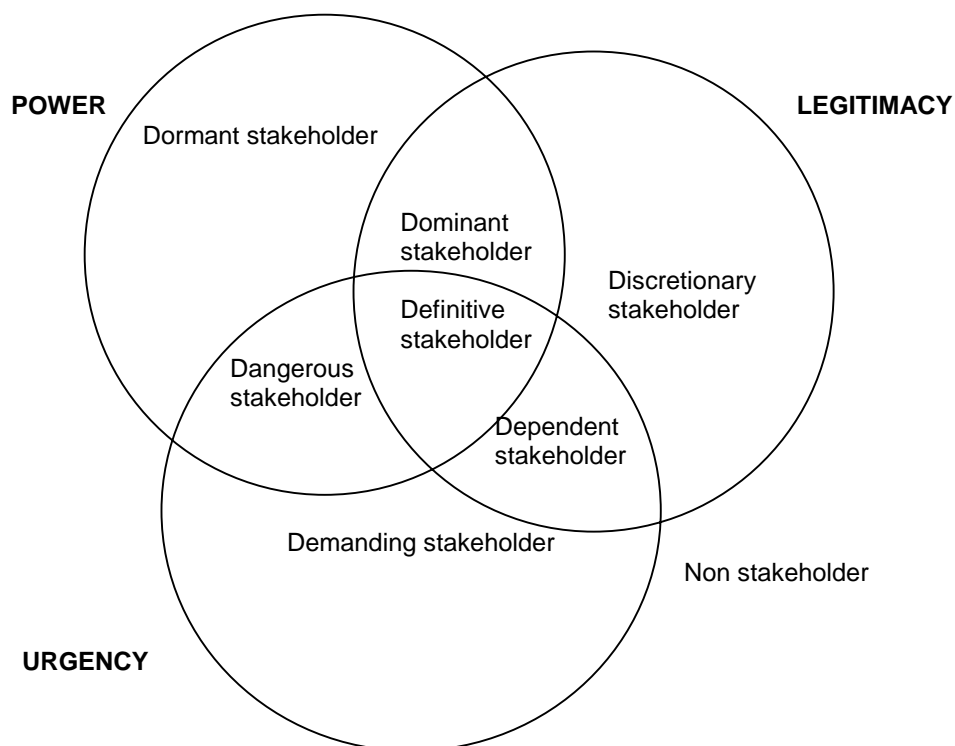 POWER
LEGITIMACY
Dormant stakeholder
Dominant
stakeholder
Discretionary
stakeholder
Definitive
stakeholder
Dangerous
stakeholder
Dependent
stakeholder
Demanding stakeholder
Non stakeholder
URGENCY